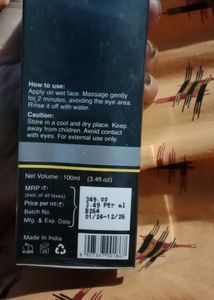 How to use:
Apply on wet face. Massage gently
for 2 minutes, avoiding the eye area.
Rinse it off with water.
Caution:
Store in a cool and dry place. Keep
away from children. Avoid contact
with eyes. For external use only.
Net Volume : 100ml (3.4fl oz)
MRP ₹: 349.00
(Incl. of all taxes)
Price per ml (₹) 3.49 Per ml
Batch No. B264
Mfg. & Exp. Date 01/24-12/26
Made In India